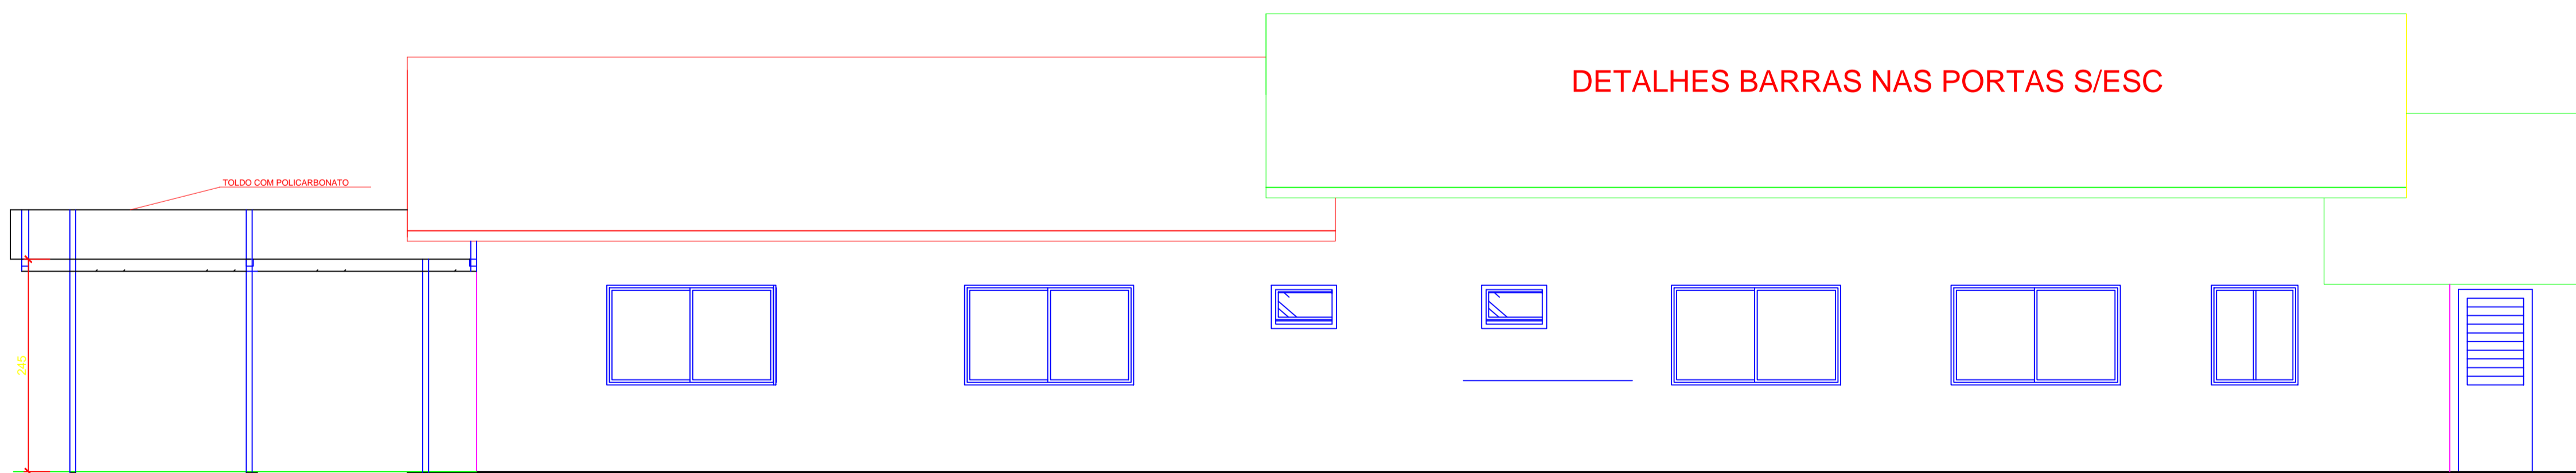 DETALHES BARRAS NAS PORTAS S/ESC
TOLDO COM POLICARBONATO
245